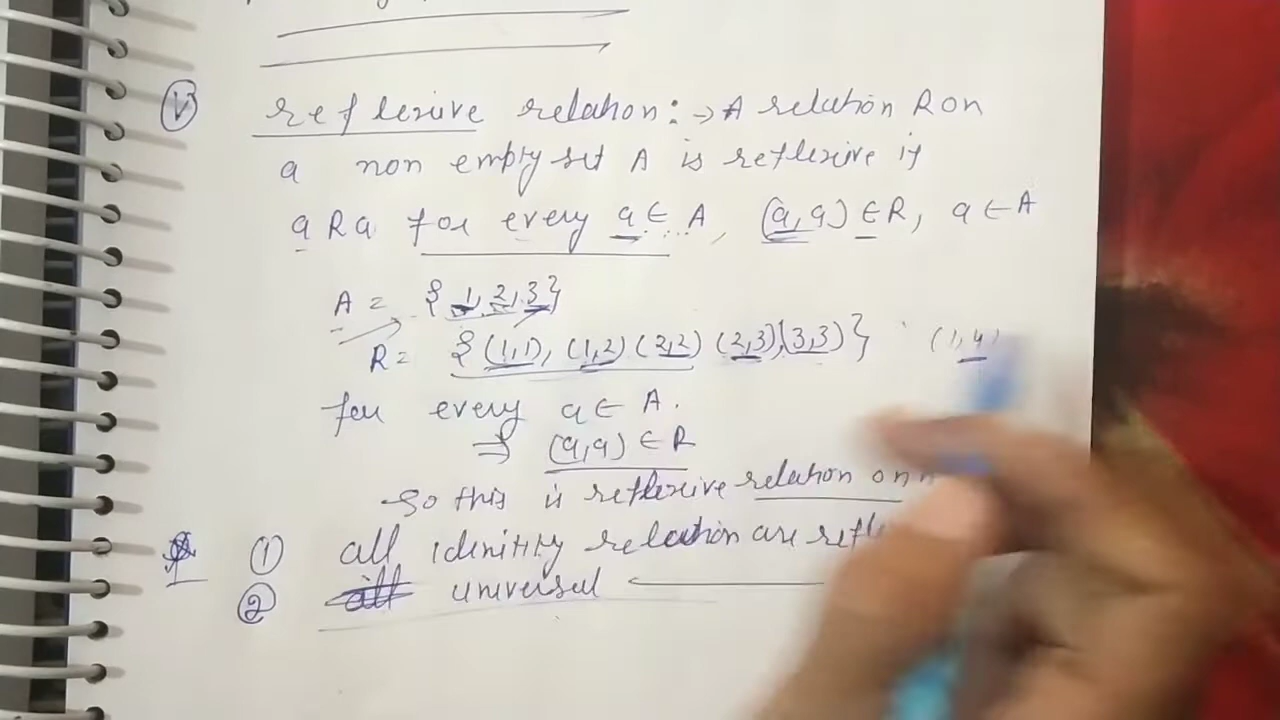 (V) reflexive relation :→ A relation R on
a non empty set A is reflexive if
a R a for every a ∈ A, (a, a) ∈ R, a ∈ A
A = {1, 2, 3}
R = {(1,1), (1,2) (2,2) (2,3), (3,3)} (1,4)
for every a ∈ A.
⇒ (a,a) ∈ R
So this is reflexive relation on
① all identity relation are refle
② universal